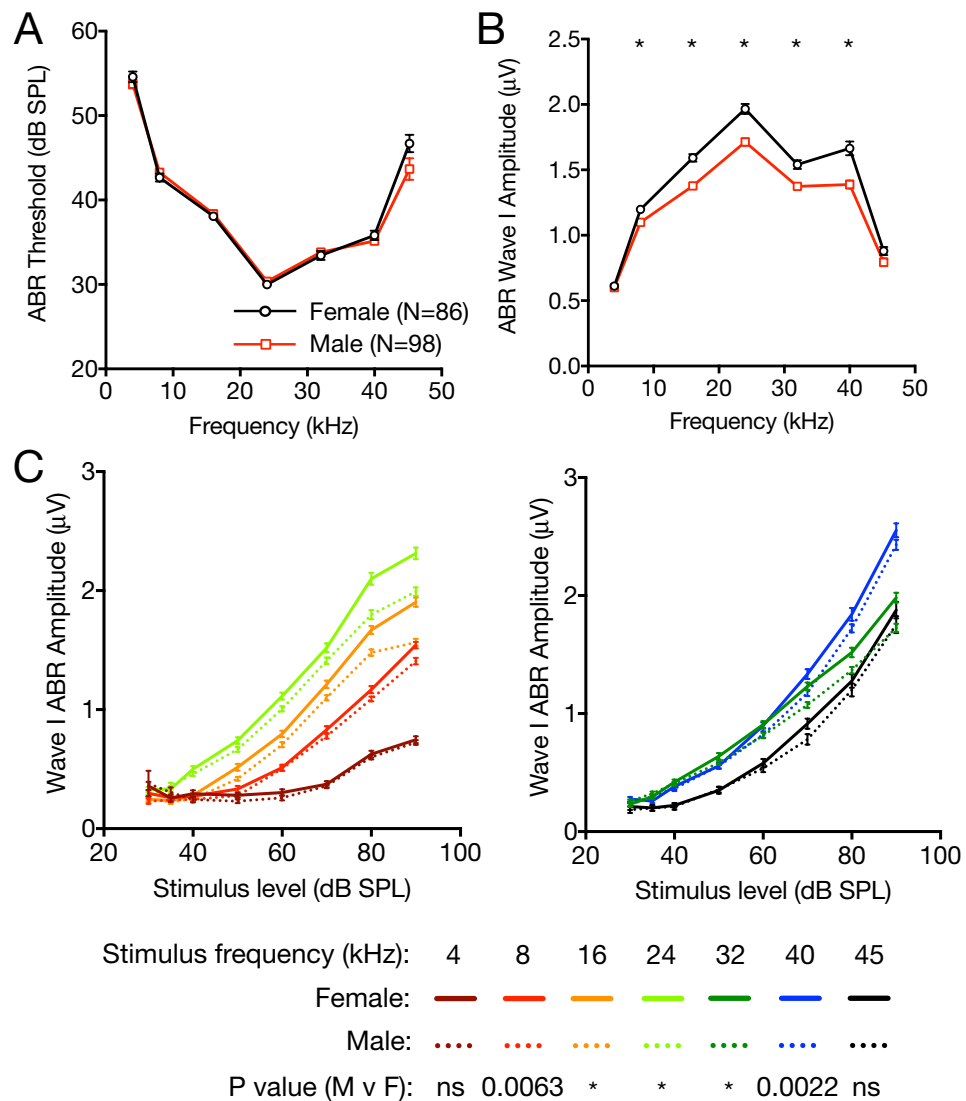 A
ABR Threshold (dB SPL)
60
50
40
30
20
Female (N=86)
Male (N=98)
0 10 20 30 40 50
Frequency (kHz)
B
ABR Wave I Amplitude (μV)
2.5
2.0
1.5
1.0
0.5
0.0
* * * * *
0 10 20 30 40 50
Frequency (kHz)
C
Wave I ABR Amplitude (μV)
3
2
1
0
20 40 60 80 100
Stimulus level (dB SPL)
Wave I ABR Amplitude (μV)
3
2
1
0
20 40 60 80 100
Stimulus level (dB SPL)
Stimulus frequency (kHz): 4 8 16 24 32 40 45
Female:
Male:
P value (M v F): ns 0.0063 * * * 0.0022 ns